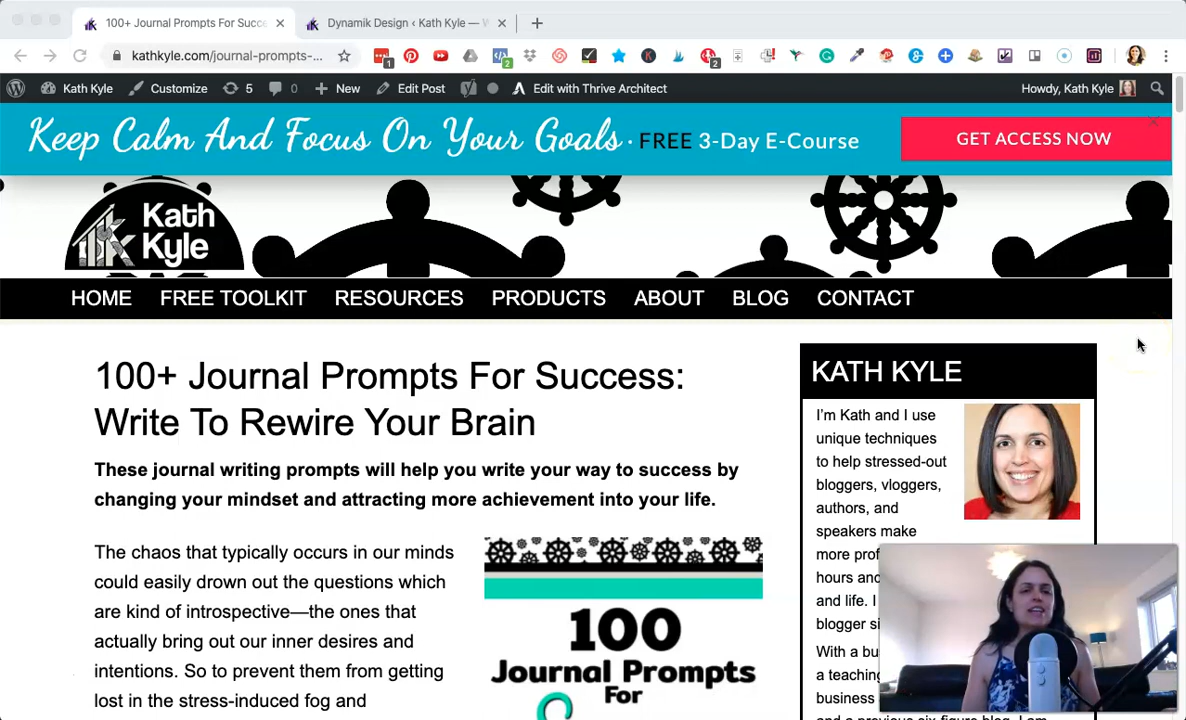 100+ Journal Prompts For Succe
Dynamik Design ‹ Kath Kyle — W
kathkyle.com/journal-prompts-...
1
2
2
Kath Kyle
Customize
5
0
New
Edit Post
Edit with Thrive Architect
Howdy, Kath Kyle
Keep Calm And Focus On Your Goals · FREE 3-Day E-Course
GET ACCESS NOW
Kath
Kyle
HOME
FREE TOOLKIT
RESOURCES
PRODUCTS
ABOUT
BLOG
CONTACT
100+ Journal Prompts For Success:
Write To Rewire Your Brain
These journal writing prompts will help you write your way to success by
changing your mindset and attracting more achievement into your life.
The chaos that typically occurs in our minds
could easily drown out the questions which
are kind of introspective—the ones that
actually bring out our inner desires and
intentions. So to prevent them from getting
lost in the stress-induced fog and
100
Journal Prompts
For
KATH KYLE
I’m Kath and I use
unique techniques
to help stressed-out
bloggers, vloggers,
authors, and
speakers make
more
hours
and life. I
blogger
With a
a
business